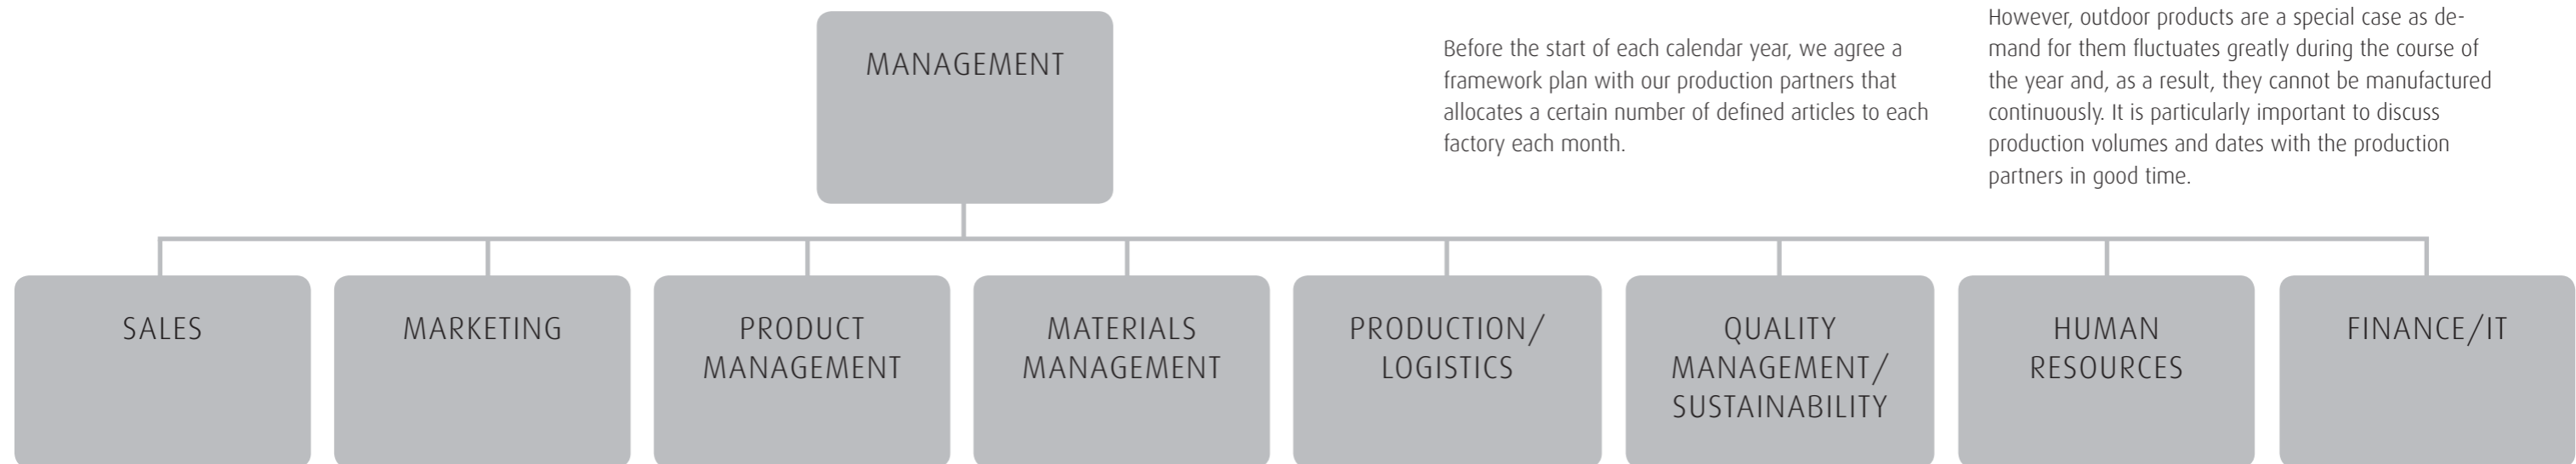 MANAGEMENT
Before the start of each calendar year, we agree a
framework plan with our production partners that
allocates a certain number of defined articles to each
factory each month.
However, outdoor products are a special case as de-
mand for them fluctuates greatly during the course of
the year and, as a result, they cannot be manufactured
continuously. It is particularly important to discuss
production volumes and dates with the production
partners in good time.
SALES
MARKETING
PRODUCT
MANAGEMENT
MATERIALS
MANAGEMENT
PRODUCTION/
LOGISTICS
QUALITY
MANAGEMENT/
SUSTAINABILITY
HUMAN
RESOURCES
FINANCE/IT